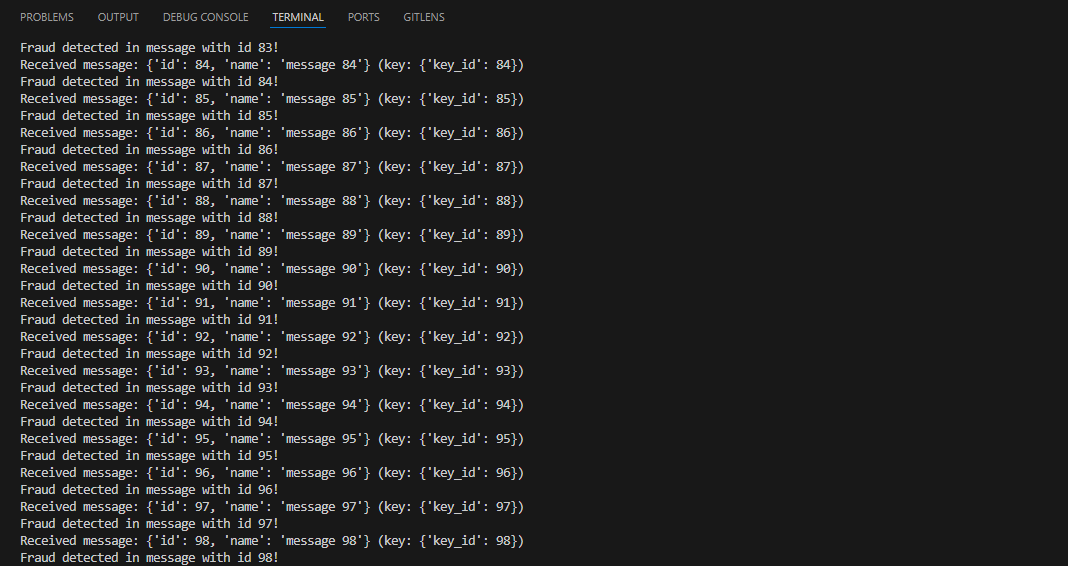 PROBLEMS OUTPUT DEBUG CONSOLE TERMINAL PORTS GITLENS
Fraud detected in message with id 83!
Received message: {'id': 84, 'name': 'message 84'} (key: {'key_id': 84})
Fraud detected in message with id 84!
Received message: {'id': 85, 'name': 'message 85'} (key: {'key_id': 85})
Fraud detected in message with id 85!
Received message: {'id': 86, 'name': 'message 86'} (key: {'key_id': 86})
Fraud detected in message with id 86!
Received message: {'id': 87, 'name': 'message 87'} (key: {'key_id': 87})
Fraud detected in message with id 87!
Received message: {'id': 88, 'name': 'message 88'} (key: {'key_id': 88})
Fraud detected in message with id 88!
Received message: {'id': 89, 'name': 'message 89'} (key: {'key_id': 89})
Fraud detected in message with id 89!
Received message: {'id': 90, 'name': 'message 90'} (key: {'key_id': 90})
Fraud detected in message with id 90!
Received message: {'id': 91, 'name': 'message 91'} (key: {'key_id': 91})
Fraud detected in message with id 91!
Received message: {'id': 92, 'name': 'message 92'} (key: {'key_id': 92})
Fraud detected in message with id 92!
Received message: {'id': 93, 'name': 'message 93'} (key: {'key_id': 93})
Fraud detected in message with id 93!
Received message: {'id': 94, 'name': 'message 94'} (key: {'key_id': 94})
Fraud detected in message with id 94!
Received message: {'id': 95, 'name': 'message 95'} (key: {'key_id': 95})
Fraud detected in message with id 95!
Received message: {'id': 96, 'name': 'message 96'} (key: {'key_id': 96})
Fraud detected in message with id 96!
Received message: {'id': 97, 'name': 'message 97'} (key: {'key_id': 97})
Fraud detected in message with id 97!
Received message: {'id': 98, 'name': 'message 98'} (key: {'key_id': 98})
Fraud detected in message with id 98!